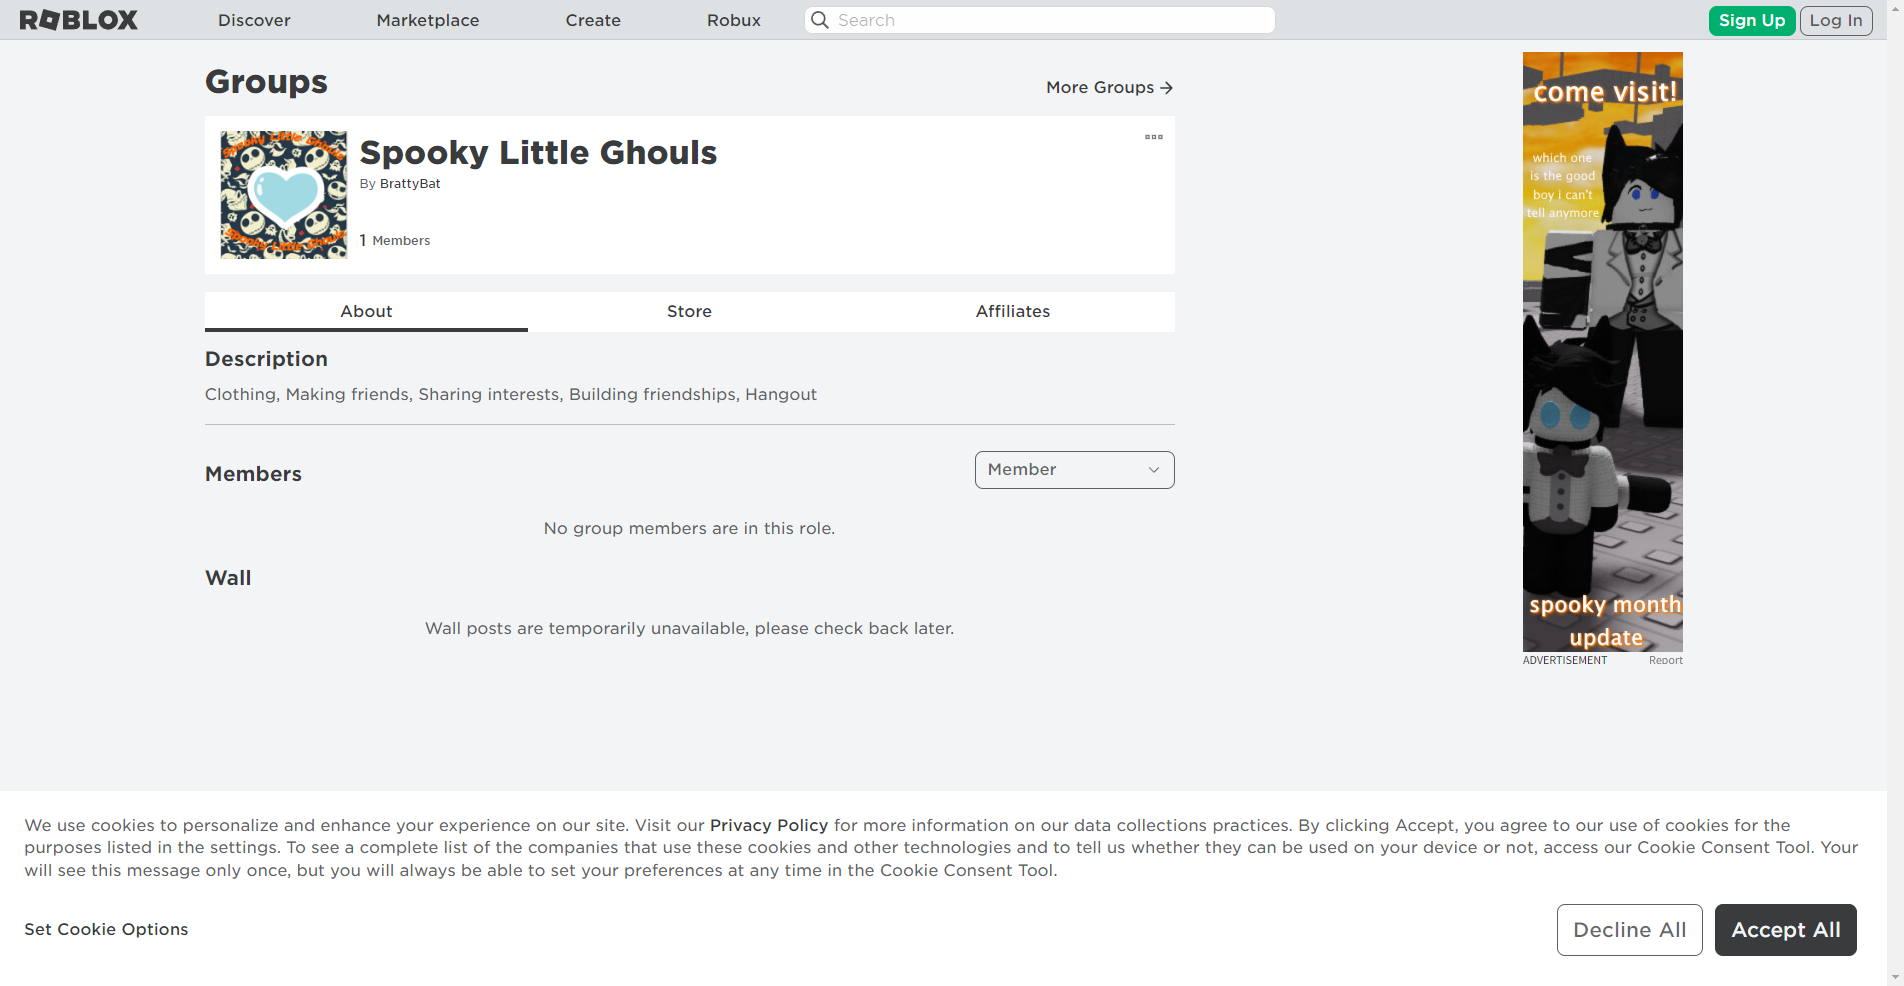 ROBLOX
Discover
Marketplace
Create
Robux
Search
Sign Up
Log In
Groups
More Groups
Spooky Little Ghouls
Spooky Little Ghouls
Spooky Little Ghouls
By BrattyBat
1 Members
About
Store
Affiliates
Description
Clothing, Making friends, Sharing interests, Building friendships, Hangout
Members
Member
No group members are in this role.
Wall
Wall posts are temporarily unavailable, please check back later.
come visit!
which one
is the good
boy i can't
tell anymore
spooky month
update
ADVERTISEMENT
Report
We use cookies to personalize and enhance your experience on our site. Visit our Privacy Policy for more information on our data collections practices. By clicking Accept, you agree to our use of cookies for the
purposes listed in the settings. To see a complete list of the companies that use these cookies and other technologies and to tell us whether they can be used on your device or not, access our Cookie Consent Tool. Your
will see this message only once, but you will always be able to set your preferences at any time in the Cookie Consent Tool.
Set Cookie Options
Decline All
Accept All